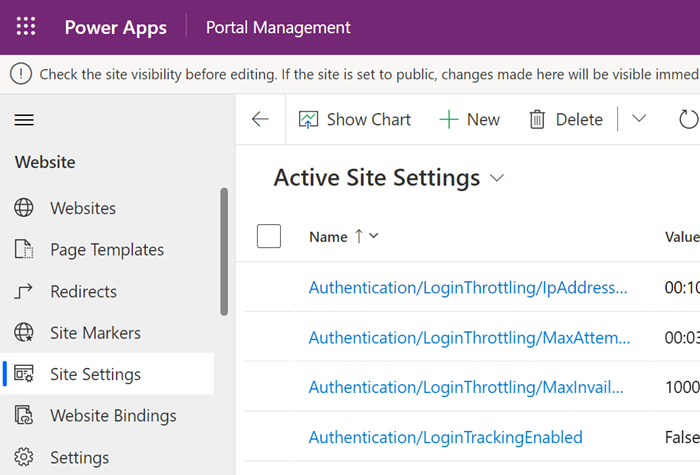 Power Apps Portal Management
Check the site visibility before editing. If the site is set to public, changes made here will be visible immed
Show Chart New Delete
Website
Active Site Settings
Websites
Name Value
Page Templates
Redirects
Authentication/LoginThrottling/IpAddress... 00:10
Site Markers
Authentication/LoginThrottling/MaxAttem... 00:03
Site Settings
Authentication/LoginThrottling/MaxInvail... 1000
Website Bindings
Authentication/LoginTrackingEnabled False
Settings